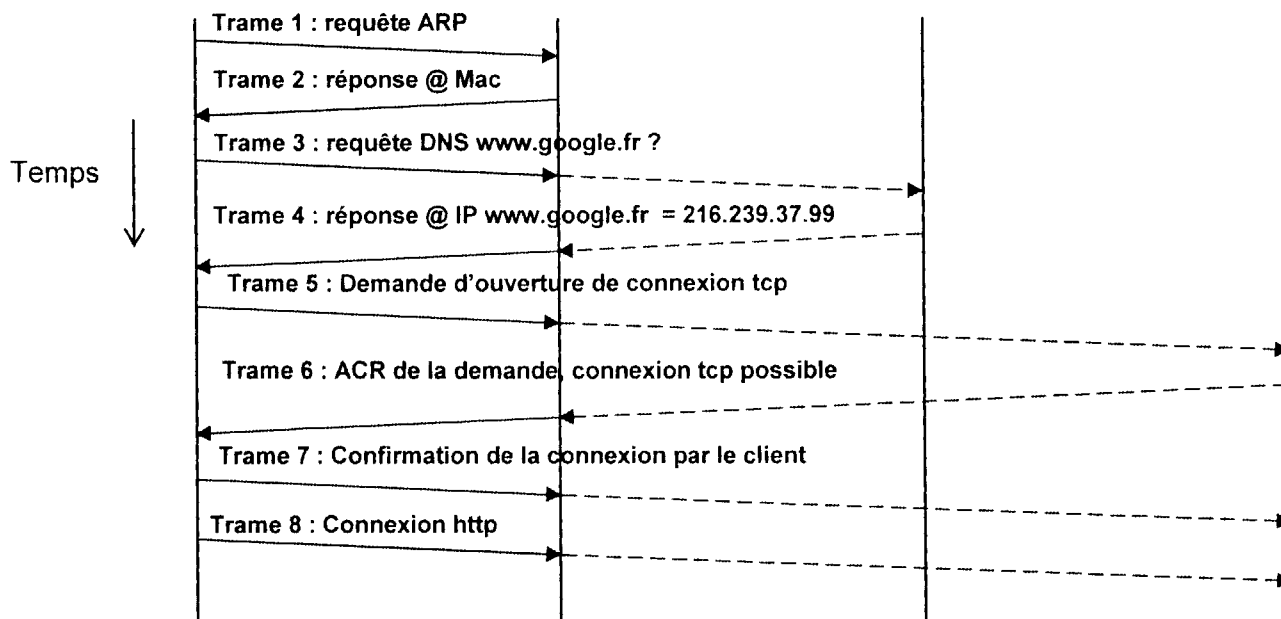 Trame 1 : requête ARP
Trame 2 : réponse @ Mac
Trame 3 : requête DNS www.google.fr ?
Temps
Trame 4 : réponse @ IP www.google.fr = 216.239.37.99
Trame 5 : Demande d'ouverture de connexion tcp
Trame 6 : ACR de la demande, connexion tcp possible
Trame 7 : Confirmation de la connexion par le client
Trame 8 : Connexion http